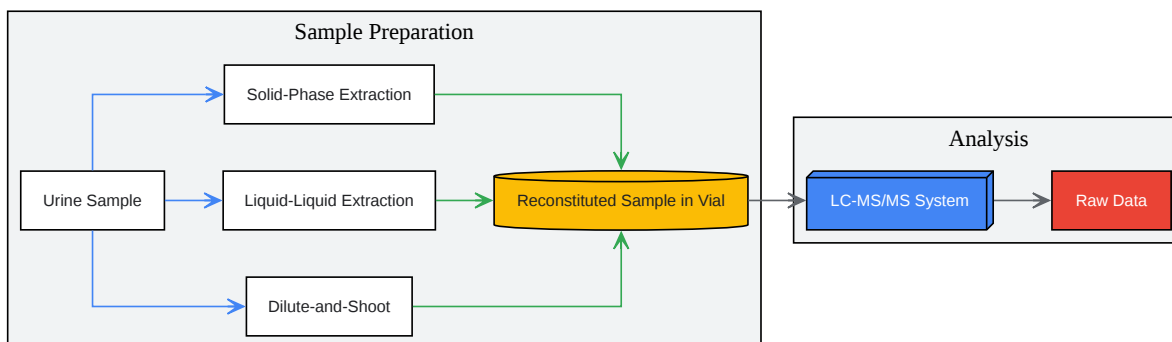 Sample Preparation
Solid-Phase Extraction
Analysis
Urine Sample
Liquid-Liquid Extraction
Reconstituted Sample in Vial
LC-MS/MS System
Raw Data
Dilute-and-Shoot